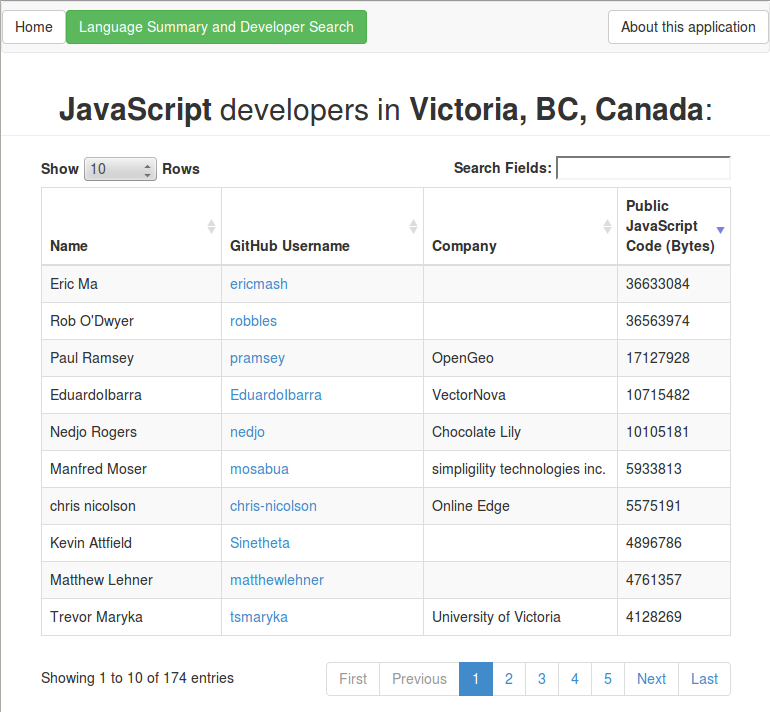 Home Language Summary and Developer Search About this application
JavaScript developers in Victoria, BC, Canada:
Show 10 Rows Search Fields:
Name GitHub Username Company Public JavaScript Code (Bytes)
Eric Ma ericmash 36633084
Rob O'Dwyer robbles 36563974
Paul Ramsey pramsey OpenGeo 17127928
EduardoIbarra EduardoIbarra VectorNova 10715482
Nedjo Rogers nedjo Chocolate Lily 10105181
Manfred Moser mosabua simpligility technologies inc. 5933813
chris nicolson chris-nicolson Online Edge 5575191
Kevin Attfield Sinetheta 4896786
Matthew Lehner matthewlehner 4761357
Trevor Maryka tsmaryka University of Victoria 4128269
Showing 1 to 10 of 174 entries First Previous 1 2 3 4 5 Next Last